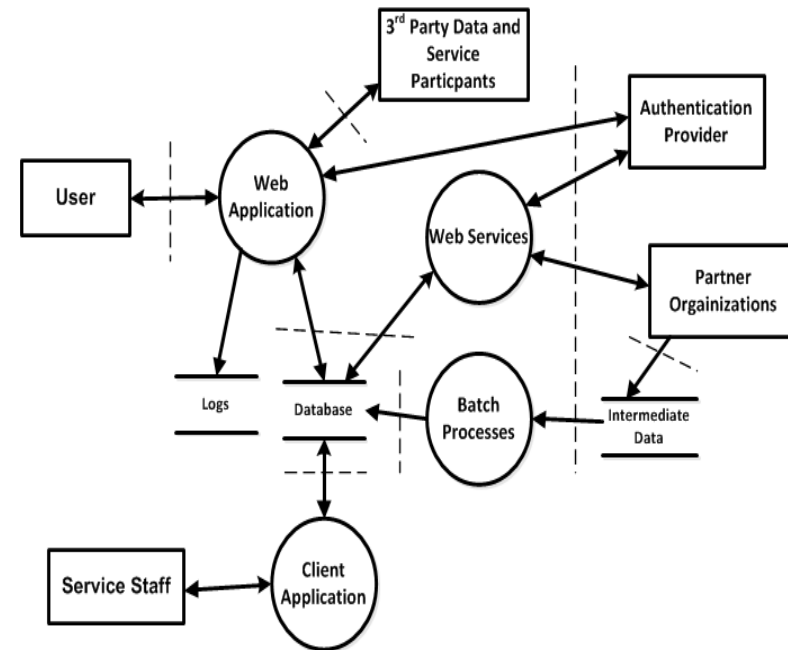 3rd Party Data and
Service
Particpants
Authentication
Provider
User
Web
Application
Web Services
Partner
Orgainizations
Logs
Database
Batch
Processes
Intermediate
Data
Service Staff
Client
Application